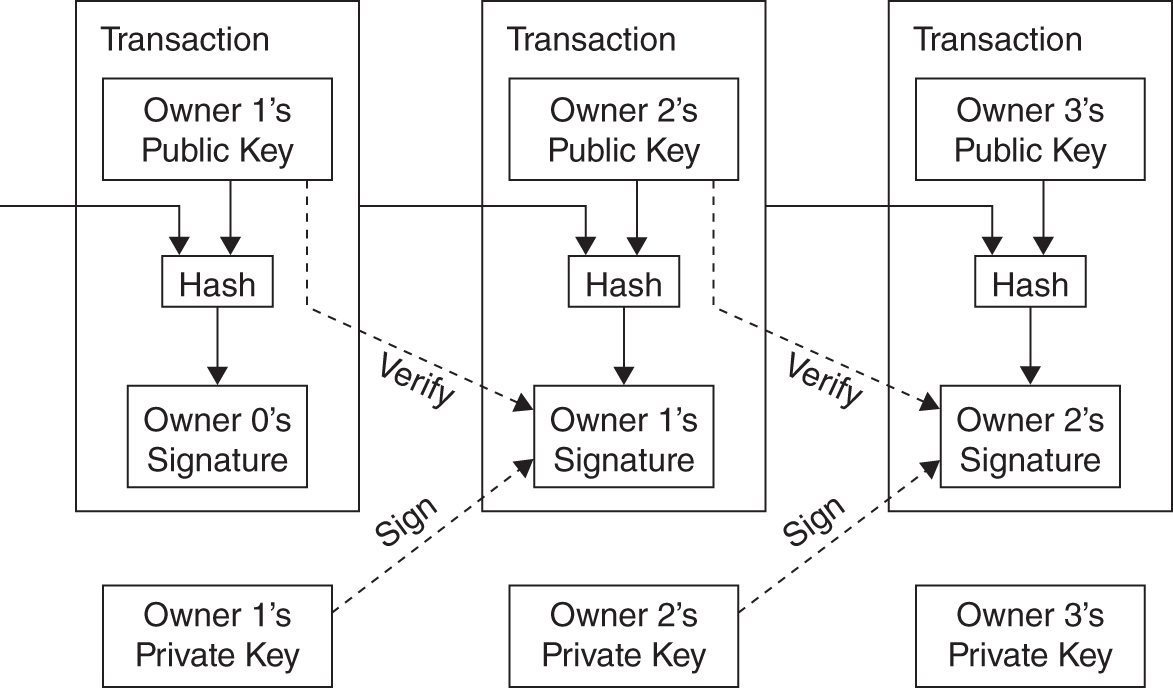 Transaction
Owner 1’s
Public Key
Hash
Owner 0’s
Signature
Transaction
Owner 2’s
Public Key
Hash
Owner 1’s
Signature
Transaction
Owner 3’s
Public Key
Hash
Owner 2’s
Signature
Verify
Verify
Sign
Sign
Owner 1’s
Private Key
Owner 2’s
Private Key
Owner 3’s
Private Key